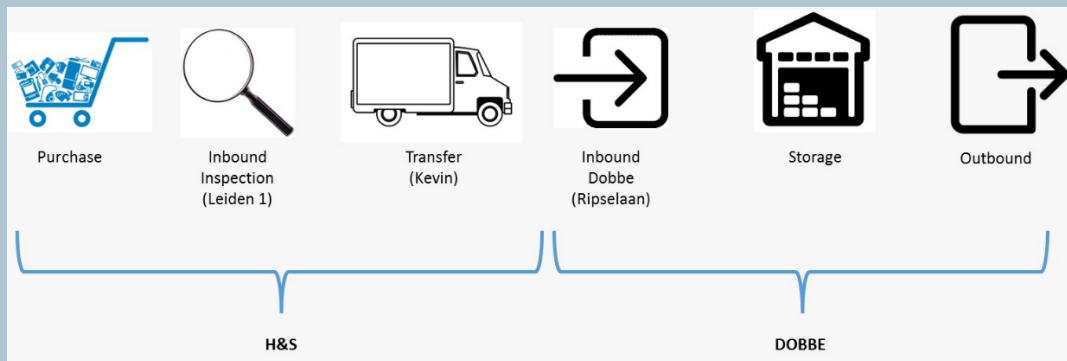 Purchase
Inbound
Inspection
(Leiden 1)
Transfer
(Kevin)
Inbound
Dobbe
(Ripselaan)
Storage
Outbound
H&S
DOBBE